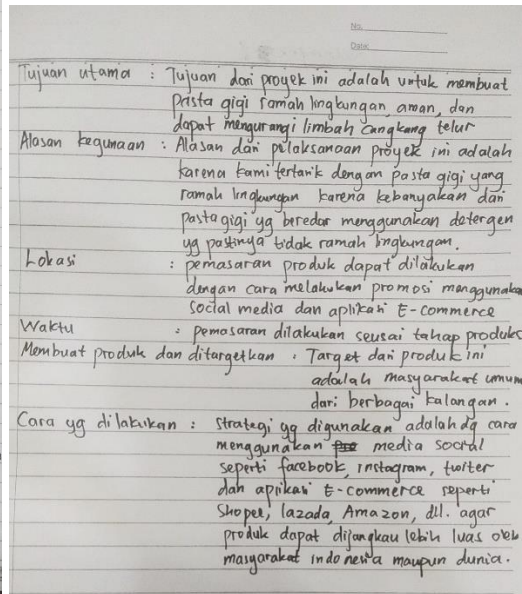 No.
Date:
Tujuan utama : Tujuan dari proyek ini adalah untuk membuat
pasta gigi ramah lingkungan, aman, dan
dapat mengurangi limbah cangkang telur
Alasan kegunaan : Alasan dari pelaksanaan proyek ini adalah
karena kami tertarik dengan pasta gigi yang
ramah lingkungan karena kebanyakan dari
pasta gigi yg beredar menggunakan detergen
yg pastinya tidak ramah lingkungan.
Lokasi : pemasaran produk dapat dilakukan
dengan cara melakukan promosi menggunakan
social media dan aplikasi E-commerce
Waktu : pemasaran dilakukan seusai tahap produksi
Membuat produk dan ditargetkan : Target dari produk ini
adalah masyarakat umum
dari berbagai kalangan.
Cara yg dilakukan : strategi yg digunakan adalah dg cara
menggunakan media social
seperti facebook, instagram, twitter
dan aplikasi E-commerce seperti
Shopee, lazada, Amazon, dll. agar
produk dapat dijangkau lebih luas oleh
masyarakat indonesia maupun dunia.